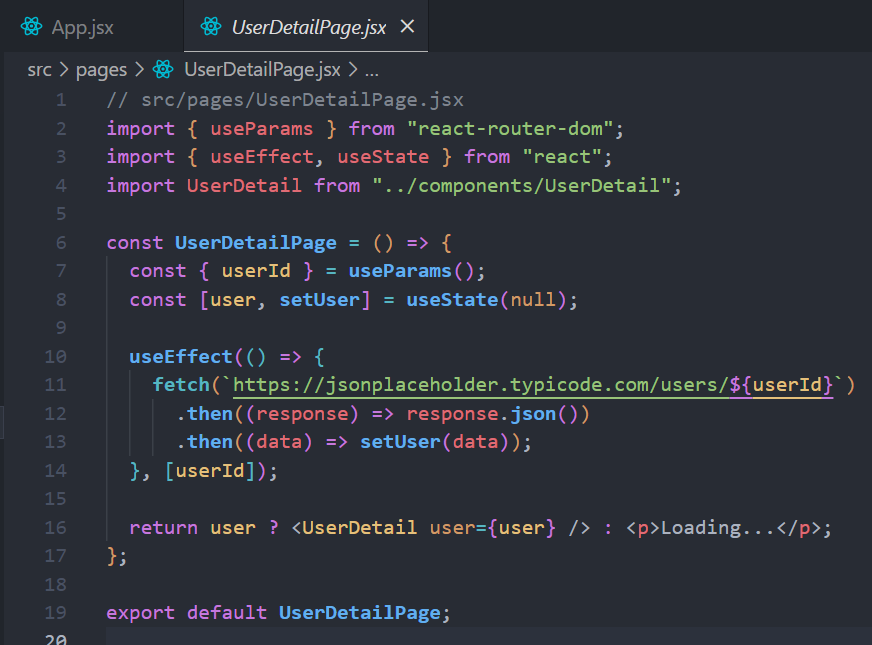 App.jsx UserDetailPage.jsx ×
src > pages > UserDetailPage.jsx > ...
1 // src/pages/UserDetailPage.jsx
2 import { useParams } from "react-router-dom";
3 import { useEffect, useState } from "react";
4 import UserDetail from "../components/UserDetail";
5
6 const UserDetailPage = () => {
7   const { userId } = useParams();
8   const [user, setUser] = useState(null);
9
10   useEffect(() => {
11     fetch(`https://jsonplaceholder.typicode.com/users/${userId}`)
12       .then((response) => response.json())
13       .then((data) => setUser(data));
14   }, [userId]);
15
16   return user ? <UserDetail user={user} /> : <p>Loading...</p>;
17 };
18
19 export default UserDetailPage;
20